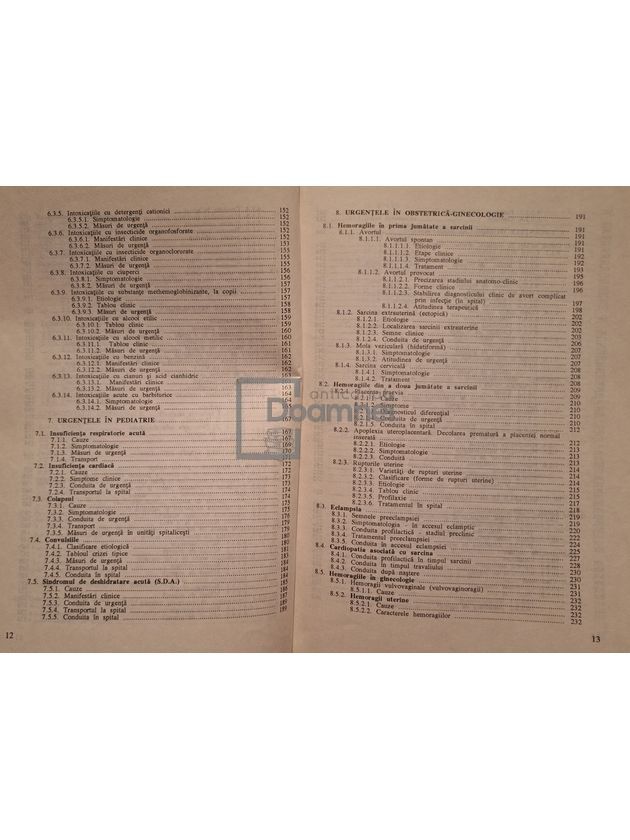 6.3.5. Intoxicațiile cu detergenți cationici 152
6.3.5.1. Simptomatologie 152
6.3.5.2. Măsuri de urgență 152
6.3.6. Intoxicațiile cu insecticide organofosforate 152
6.3.6.1. Manifestări clinice 152
6.3.6.2. Măsuri de urgență 153
6.3.7. Intoxicațiile cu insecticide organoclorurate 155
6.3.7.1. Manifestări clinice 155
6.3.7.2. Măsuri de urgență 155
6.3.8. Intoxicațiile cu ciuperci 156
6.3.8.1. Simptomatologie 156
6.3.8.2. Măsuri de urgență 156
6.3.9. Intoxicațiile cu substanțe methemoglobinizante, la copii 157
6.3.9.1. Etiologie 157
6.3.9.2. Tablou clinic 158
6.3.9.3. Măsuri de urgență 158
6.3.10. Intoxicațiile cu alcool etilic 159
6.3.10.1. Tablou clinic 159
6.3.10.2. Măsuri de urgență 160
6.3.11. Intoxicațiile cu alcool metilic 160
6.3.11.1. Tablou clinic 161
6.3.11.2. Măsuri de urgență 161
6.3.12. Intoxicațiile cu benzină 162
6.3.12.1. Manifestări clinice 162
6.3.12.2. Măsuri de urgență 162
6.3.13. Intoxicațiile cu cianuri și acid cianhidric
6.3.13.1. Manifestări clinice
6.3.13.2. Măsuri de urgență 163
6.3.14. Intoxicațiile acute cu barbiturice 164
6.3.14.1. Simptomatologie 164
6.3.14.2. Măsuri de urgență 165
7. URGENȚELE ÎN PEDIATRIE 167
7.1. Insuficiența respiratorie acută 167
7.1.1. Cauze 167
7.1.2. Simptomatologie 169
7.1.3. Măsuri de urgență 170
7.1.4. Transport 171
7.2. Insuficiența cardiacă 172
7.2.1. Cauze 172
7.2.2. Simptome clinice 172
7.2.3. Conduita de urgență 174
7.2.4. Transportul la spital 174
7.3. Colapsul 174
7.3.1. Cauze 175
7.3.2. Simptomatologie 176
7.3.3. Conduita de urgență 177
7.3.4. Transport 179
7.3.5. Măsuri de urgență în unități spitalicești 179
7.4. Convulsiile 180
7.4.1. Clasificare etiologică 180
7.4.2. Tabloul crizei tipice 181
7.4.3. Măsuri de urgență 183
7.4.4. Transportul la spital 184
7.4.5. Conduita în spital 184
7.5. Sindromul de deshidratare acută (S.D.A.) 184
7.5.1. Cauze 185
7.5.2. Manifestări clinice 186
7.5.3. Conduita de urgență 187
7.5.4. Transportul la spital 189
7.5.5. Conduita în spital 189
12
8. URGENȚELE ÎN OBSTETRICĂ-GINECOLOGIE 191
8.1. Hemoragiile în prima jumătate a sarcinii 191
8.1.1. Avortul 191
8.1.1.1. Avortul spontan 191
8.1.1.1.1. Etiologie 191
8.1.1.1.2. Etape clinice 191
8.1.1.1.3. Simptomatologie 192
8.1.1.1.4. Tratament 193
8.1.1.2. Avortul provocat 195
8.1.1.2.1. Precizarea stadiului anatomo-clinic 196
8.1.1.2.2. Forme clinice 196
8.1.1.2.3. Stabilirea diagnosticului clinic de avort complicat
prin infecție (în spital) 197
8.1.1.2.4. Atitudinea terapeutică 198
8.1.2. Sarcina extrauterină (ectopică) 202
8.1.2.1. Etiologie 202
8.1.2.2. Localizarea sarcinii extrauterine 202
8.1.2.3. Semne clinice 203
8.1.2.4. Conduita de urgență 206
8.1.3. Mola veziculară (hidatiformă) 207
8.1.3.1. Simptomatologie 207
8.1.3.2. Atitudinea de urgență 207
8.1.4. Sarcina cervicală 208
8.1.4.1. Simptomatologie 208
8.1.4.2. Tratament 208
8.2. Hemoragiile din a doua jumătate a sarcinii 209
8.2.1. Placenta praevia 209
anticariat
Doamnei
8.2.1.5. Conduita în spital 210
8.2.2. Apoplexia uteroplacentară. Decolarea prematură a placentei normal
inserată 212
8.2.2.1. Etiologie 213
8.2.2.2. Simptomatologie 213
8.2.2.3. Conduită 214
8.2.3. Rupturile uterine 214
8.2.3.1. Varietăți de rupturi uterine 214
8.2.3.2. Clasificare (forme de rupturi uterine) 214
8.2.3.3. Etiologie 214
8.2.3.4. Tablou clinic 215
8.2.3.5. Profilaxie 217
8.2.3.6. Tratamentul în spital 218
8.3. Eclampsia 218
8.3.1. Semnele preeclampsiei 219
8.3.2. Simptomatologia - în accesul eclamptic 219
8.3.3. Conduita profilactică - stadiu preclinic 221
8.3.4. Tratamentul preeclampsiei 222
8.3.5. Conduita în accesul eclampsiei 224
8.4. Cardiopatia asociată cu sarcina 225
8.4.1. Conduita profilactică în timpul sarcinii 227
8.4.2. Conduita în timpul travaliului 228
8.4.3. Conduita după naștere 230
8.5. Hemoragiile în ginecologie 230
8.5.1. Hemoragii vulvovaginale (vulvovaginoragii) 231
8.5.1.1. Cauze 231
8.5.2. Hemoragii uterine 232
8.5.2.1. Cauze 232
8.5.2.2. Caracterele hemoragiilor 232
13